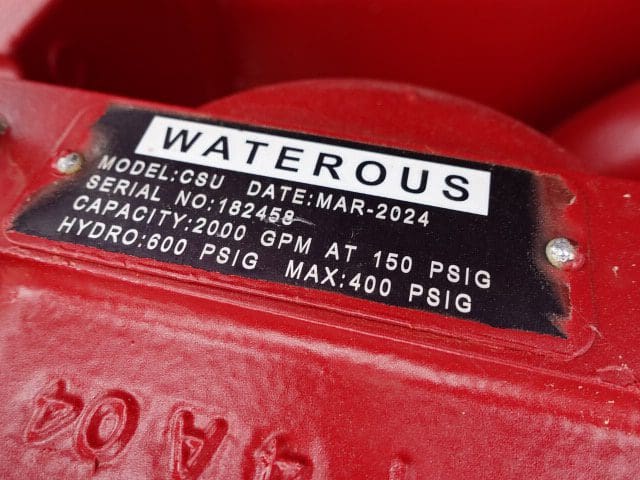 WATEROUS
MODEL:CSU DATE:MAR-2024
SERIAL NO:182458
CAPACITY:2000 GPM AT 150 PSIG
HYDRO:600 PSIG MAX:400 PSIG